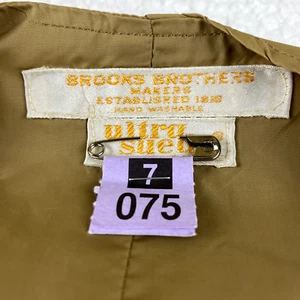 BROOKS BROTHERS
MAKERS
ESTABLISHED 1818
HAND WASHABLE
ultra
suede
7
075